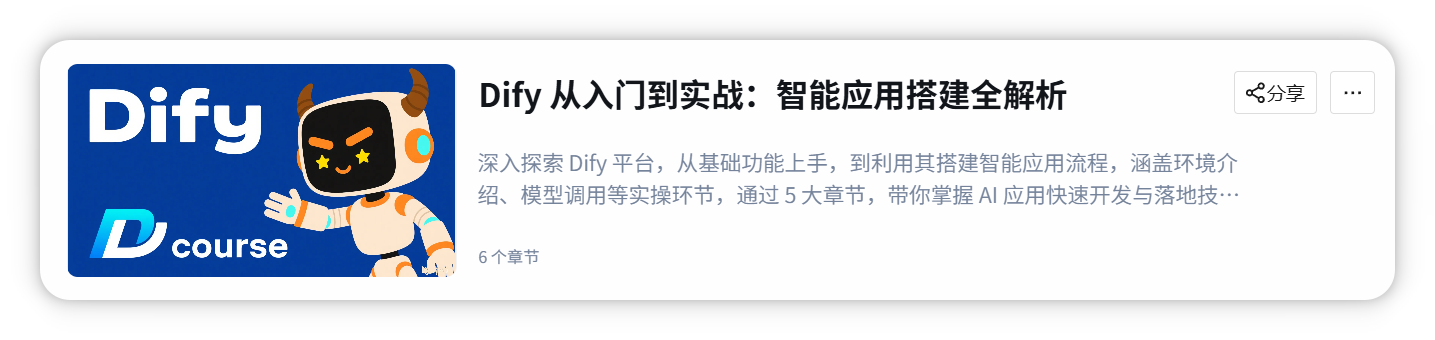 Dify
D course
Dify 从入门到实战：智能应用搭建全解析
分享
···
深入探索 Dify 平台，从基础功能上手，到利用其搭建智能应用流程，涵盖环境介
绍、模型调用等实操环节，通过 5 大章节，带你掌握 AI 应用快速开发与落地技…
6 个章节